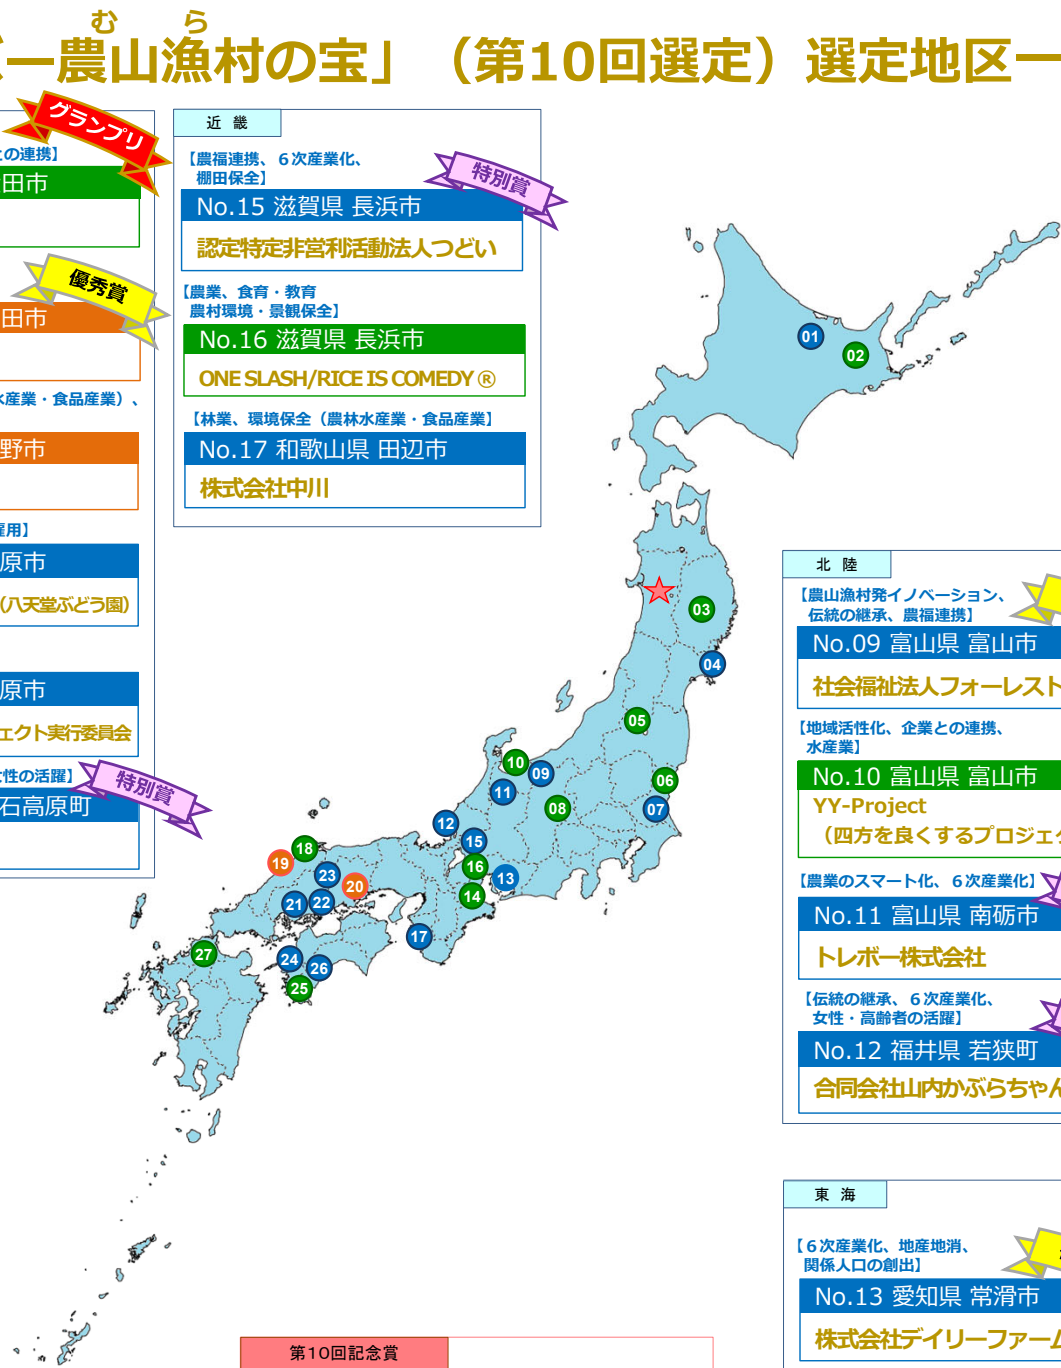 むら
ー農山漁村の宝」（第10回選定）選定地区一
グランプリ
との連携】
田市
優秀賞
田市
水産業・食品産業）、
野市
雇用】
原市
（八天堂ぶどう園）
原市
ェクト実行委員会
性の活躍】
特別賞
石高原町
近 畿
【農福連携、６次産業化、
棚田保全】
特別賞
No.15 滋賀県 長浜市
認定特定非営利活動法人つどい
【農業、食育・教育
農村環境・景観保全】
No.16 滋賀県 長浜市
ONE SLASH/RICE IS COMEDY ®
【林業、環境保全（農林水産業・食品産業】
No.17 和歌山県 田辺市
株式会社中川
01
02
03
04
05
06
07
08
09
10
11
12
13
14
15
16
17
18
19
20
21
22
23
24
25
26
27
北 陸
【農山漁村発イノベーション、
伝統の継承、農福連携】
No.09 富山県 富山市
社会福祉法人フォーレスト
【地域活性化、企業との連携、
水産業】
No.10 富山県 富山市
YY-Project
（四方を良くするプロジェク
【農業のスマート化、６次産業化】
No.11 富山県 南砺市
トレボー株式会社
【伝統の継承、６次産業化、
女性・高齢者の活躍】
No.12 福井県 若狭町
合同会社山内かぶらちゃん
東 海
【６次産業化、地産地消、
関係人口の創出】
No.13 愛知県 常滑市
株式会社デイリーファーム
第10回記念賞